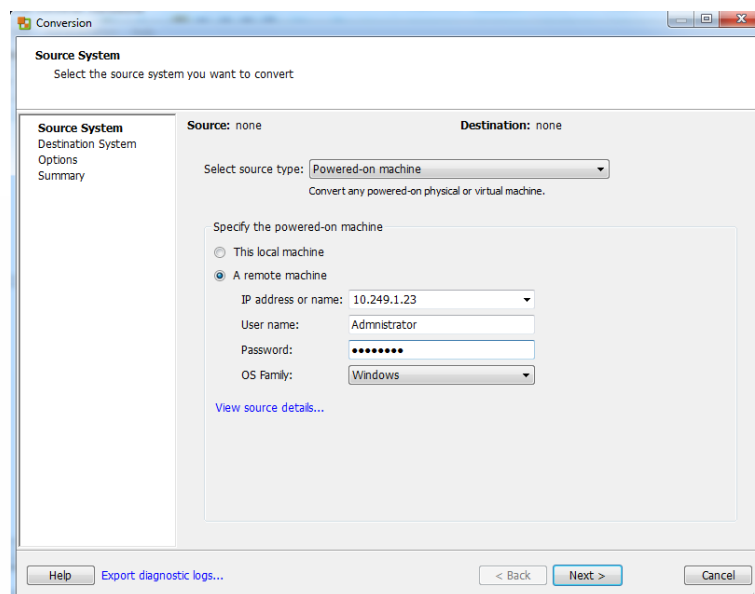 Conversion
Source System
Select the source system you want to convert
Source System
Destination System
Options
Summary
Source: none Destination: none
Select source type: Powered-on machine
Convert any powered-on physical or virtual machine.
Specify the powered-on machine
This local machine
A remote machine
IP address or name: 10.249.1.23
User name: Admnistrator
Password: ●●●●●●●●
OS Family: Windows
View source details...
Help Export diagnostic logs... < Back Next > Cancel